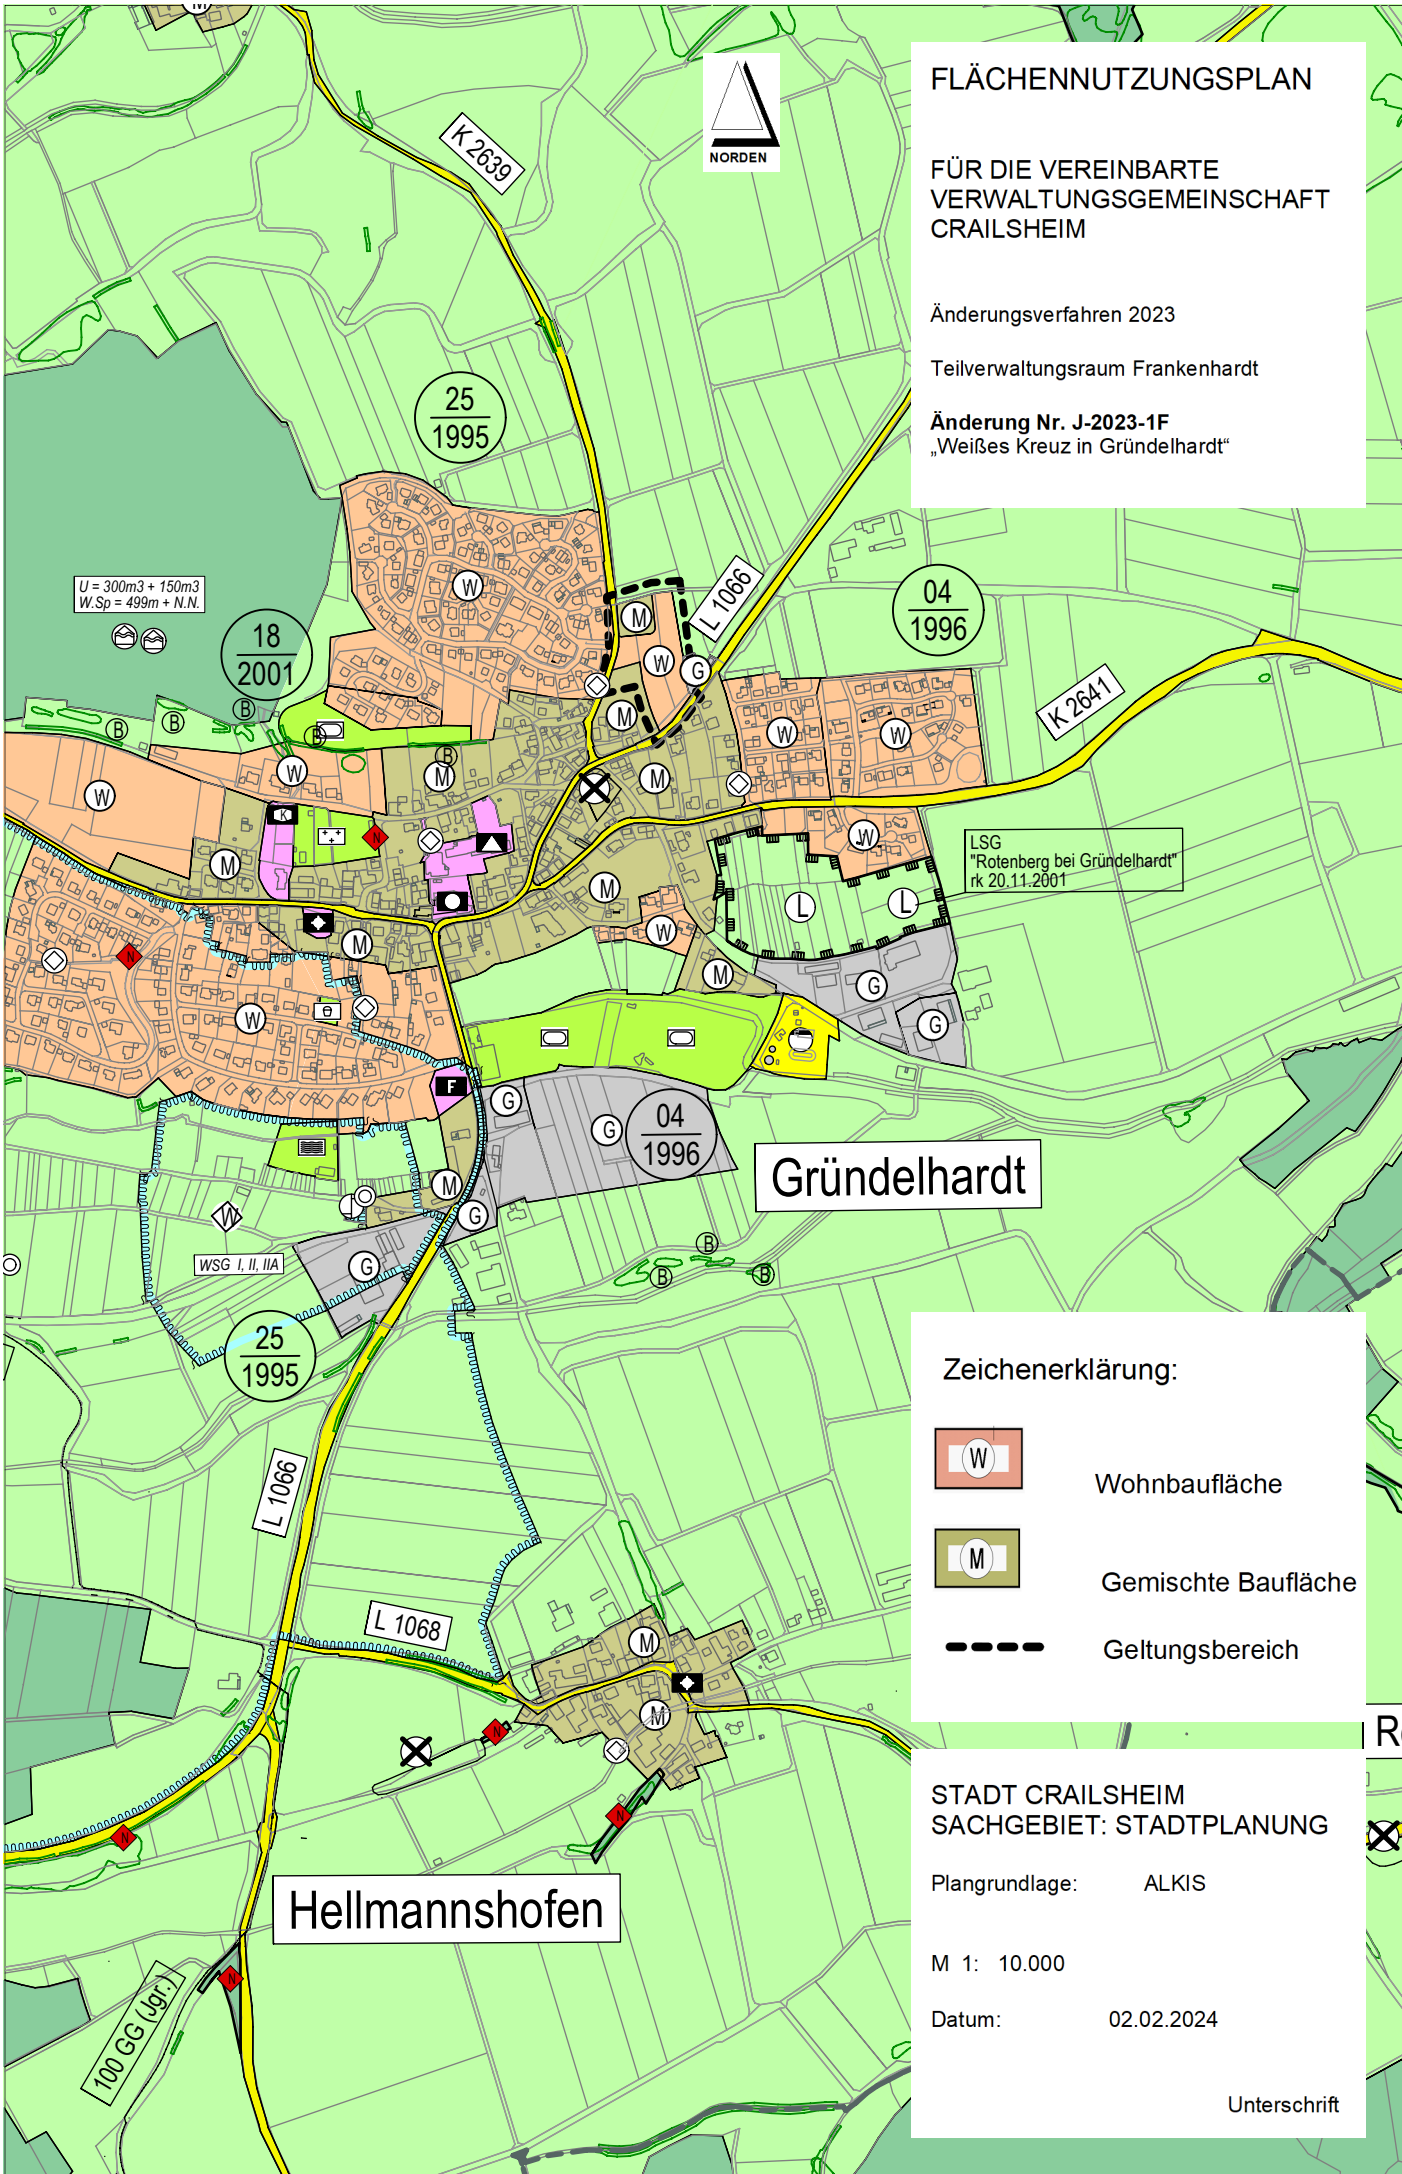 M
NORDEN
FLÄCHENNUTZUNGSPLAN
FÜR DIE VEREINBARTE
VERWALTUNGSGEMEINSCHAFT
CRAILSHEIM
Änderungsverfahren 2023
Teilverwaltungsraum Frankenhardt
Änderung Nr. J-2023-1F
„Weißes Kreuz in Gründelhardt“
K 2639
25
1995
U = 300m3 + 150m3
W.Sp = 499m + N.N.
18
2001
W
M
W
G
M
L 1066
04
1996
K 2641
B
B
B
B
B
W
W
M
M
W
W
W
K
N
M
M
W
M
M
LSG
"Rotenberg bei Gründelhardt"
rk 20.11.2001
L
L
N
W
W
M
G
G
F
G
G
04
1996
Gründelhardt
M
G
W
WSG I, II, IIA
G
B
B
B
25
1995
L 1066
L 1068
M
M
N
N
N
N
Hellmannshofen
100 GG (Jgr.)
Zeichenerklärung:
W
Wohnbaufläche
M
Gemischte Baufläche
Geltungsbereich
STADT CRAILSHEIM
SACHGEBIET: STADTPLANUNG
Plangrundlage: ALKIS
M 1: 10.000
Datum: 02.02.2024
Unterschrift